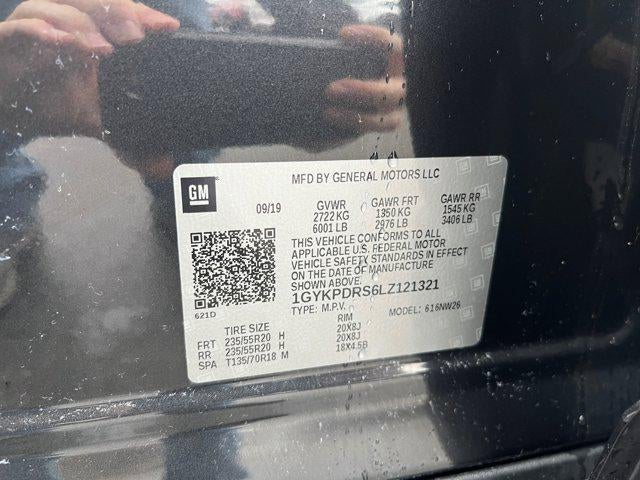 MFD BY GENERAL MOTORS LLC
GM
09/19 GVWR GAWR FRT GAWR RR
2722 KG 1350 KG 1545 KG
6001 LB 2976 LB 3406 LB
THIS VEHICLE CONFORMS TO ALL
APPLICABLE U.S. FEDERAL MOTOR
VEHICLE SAFETY STANDARDS IN EFFECT
ON THE DATE OF MANUFACTURE
SHOWN ABOVE.
621D
1GYKPDRS6LZ121321
TYPE: M.P.V. MODEL: 616NW26
TIRE SIZE RIM
FRT 235/55R20 H 20X8J
RR 235/55R20 H 20X8J
SPA T135/70R18 M 18X4.5B